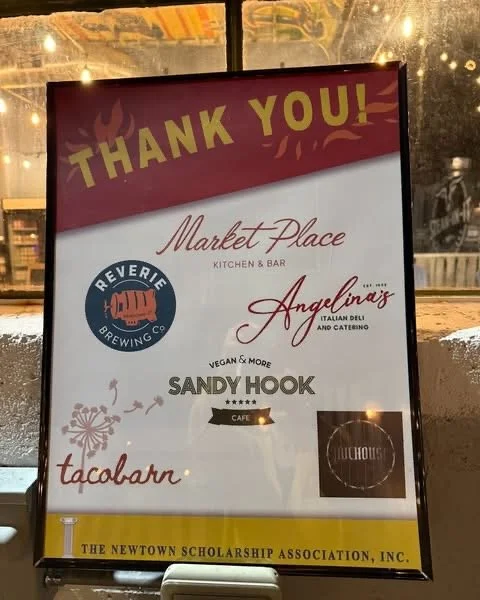 THANK YOU!
Market Place
KITCHEN & BAR
REVERIE
BREWING Co
EST. 1999
Angelina's
ITALIAN DELI
AND CATERING
VEGAN & MORE
SANDY HOOK
CAFE
tacobarn
THE NEWTOWN SCHOLARSHIP ASSOCIATION, INC.